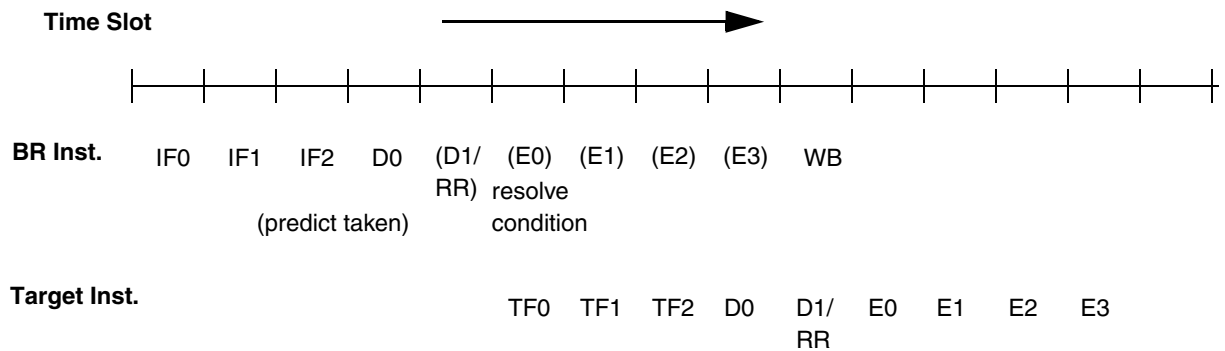 Time Slot
BR Inst. IF0 IF1 IF2 D0 (D1/ (E0) (E1) (E2) (E3) WB
RR) resolve
(predict taken) condition
Target Inst. TF0 TF1 TF2 D0 D1/ E0 E1 E2 E3
RR